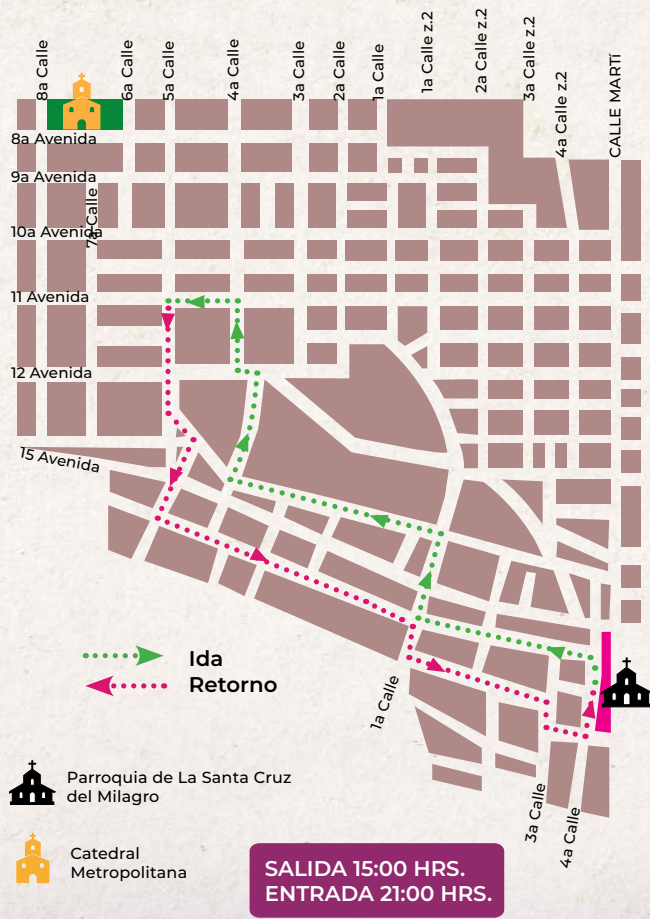 8a Calle
6a Calle
5a Calle
4a Calle
3a Calle
2a Calle
1a Calle
1a Calle z.2
2a Calle z.2
3a Calle z.2
4a Calle z.2
CALLE MARTÍ
8a Avenida
9a Avenida
7a Calle
10a Avenida
11 Avenida
12 Avenida
15 Avenida
Ida
Retorno
1a Calle
3a Calle
4a Calle
Parroquia de La Santa Cruz
del Milagro
Catedral
Metropolitana
SALIDA 15:00 HRS.
ENTRADA 21:00 HRS.